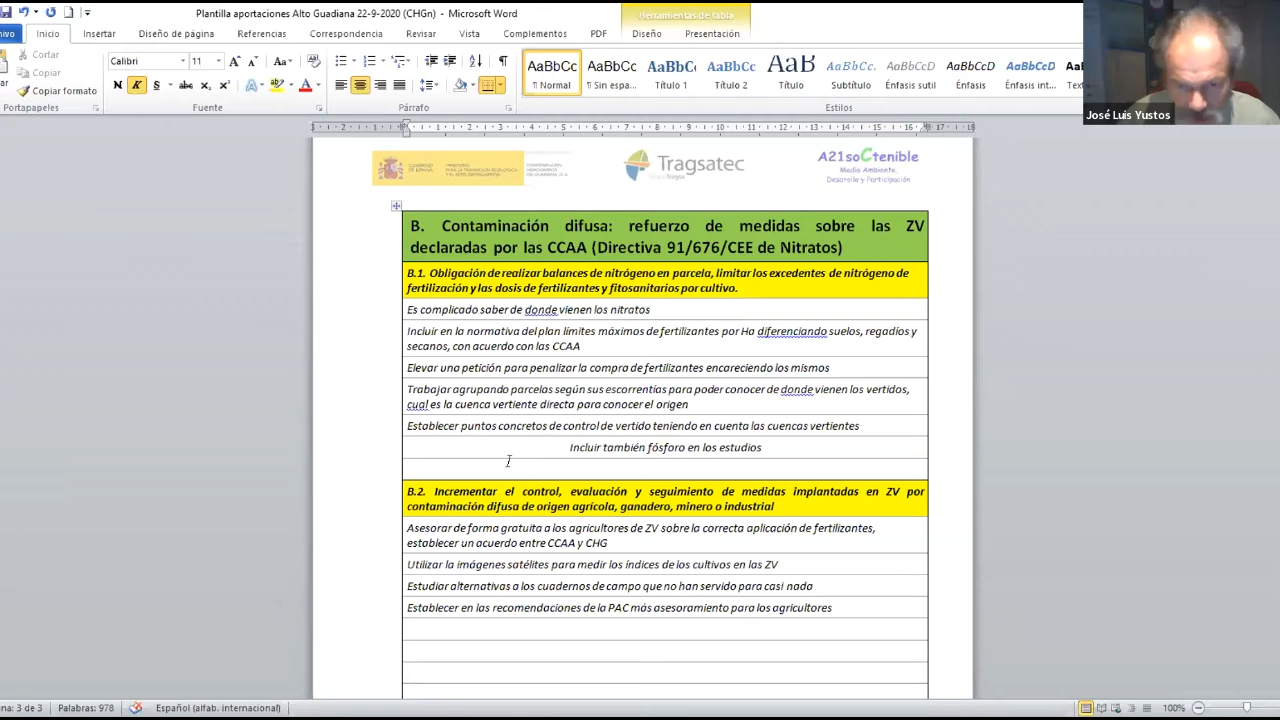 Plantilla aportaciones Alto Guadiana 22-9-2020 (CHGn) - Microsoft Word
Herramientas de tabla
Inicio Insertar Diseño de página Referencias Correspondencia Revisar Vista Complementos PDF Diseño Presentación
Cortar
Copiar
Copiar formato
Portapapeles
Calibri 11
Fuente
Párrafo
AaBbCc AaBbCc AaBbC AaBbCc AaB AaBbCc. AaBbCcD AaBbCcD AaBbCcD
¶ Normal ¶ Sin espa... Título 1 Título 2 Título Subtítulo Énfasis sutil Énfasis Énfasis int...
Estilos
José Luis Yustos
Tragsatec
A21soCtenible
Medio Ambiente,
Desarrollo y Participación
B. Contaminación difusa: refuerzo de medidas sobre las ZV
declaradas por las CCAA (Directiva 91/676/CEE de Nitratos)
B.1. Obligación de realizar balances de nitrógeno en parcela, limitar los excedentes de nitrógeno de
fertilización y las dosis de fertilizantes y fitosanitarios por cultivo.
Es complicado saber de donde vienen los nitratos
Incluir en la normativa del plan límites máximos de fertilizantes por Ha diferenciando suelos, regadíos y
secanos, con acuerdo con las CCAA
Elevar una petición para penalizar la compra de fertilizantes encareciendo los mismos
Trabajar agrupando parcelas según sus escorrentías para poder conocer de donde vienen los vertidos,
cual es la cuenca vertiente directa para conocer el origen
Establecer puntos concretos de control de vertido teniendo en cuenta las cuencas vertientes
Incluir también fósforo en los estudios
B.2. Incrementar el control, evaluación y seguimiento de medidas implantadas en ZV por
contaminación difusa de origen agrícola, ganadero, minero o industrial
Asesorar de forma gratuita a los agricultores de ZV sobre la correcta aplicación de fertilizantes,
establecer un acuerdo entre CCAA y CHG
Utilizar la imágenes satélites para medir los índices de los cultivos en las ZV
Estudiar alternativas a los cuadernos de campo que no han servido para casi nada
Establecer en las recomendaciones de la PAC más asesoramiento para los agricultores
na: 3 de 3 Palabras: 978 Español (alfab. internacional) 100%